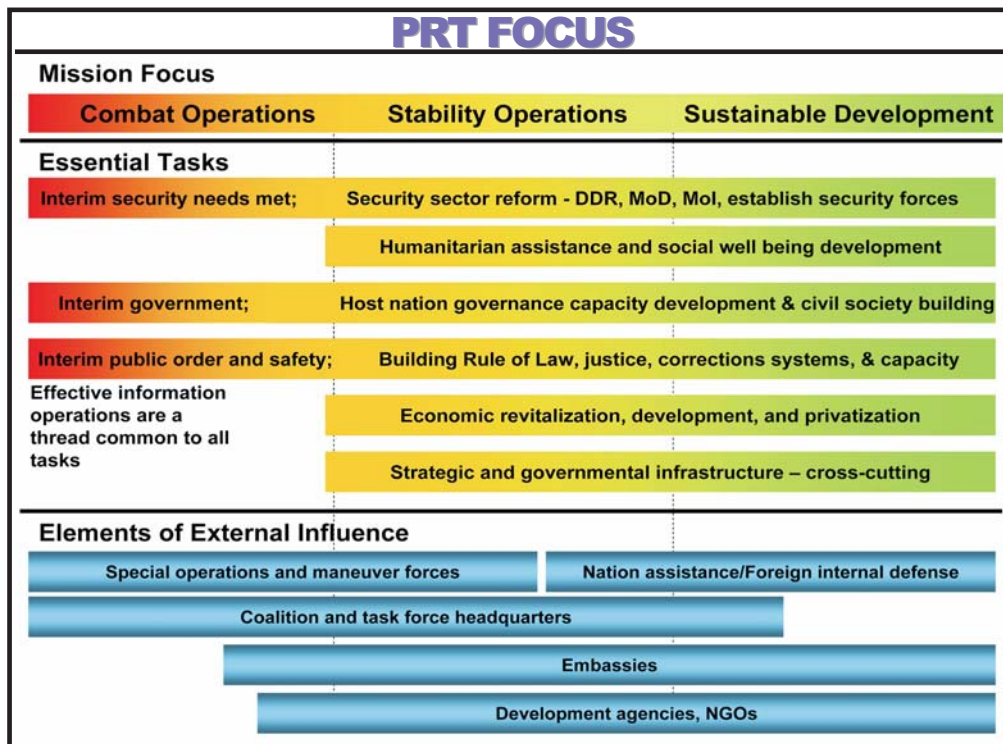 PRT FOCUS
Mission Focus
Combat Operations Stability Operations Sustainable Development
Essential Tasks
Interim security needs met; Security sector reform - DDR, MoD, MoI, establish security forces
Humanitarian assistance and social well being development
Interim government; Host nation governance capacity development & civil society building
Interim public order and safety; Building Rule of Law, justice, corrections systems, & capacity
Effective information
operations are a
thread common to all
tasks
Economic revitalization, development, and privatization
Strategic and governmental infrastructure – cross-cutting
Elements of External Influence
Special operations and maneuver forces Nation assistance/Foreign internal defense
Coalition and task force headquarters
Embassies
Development agencies, NGOs